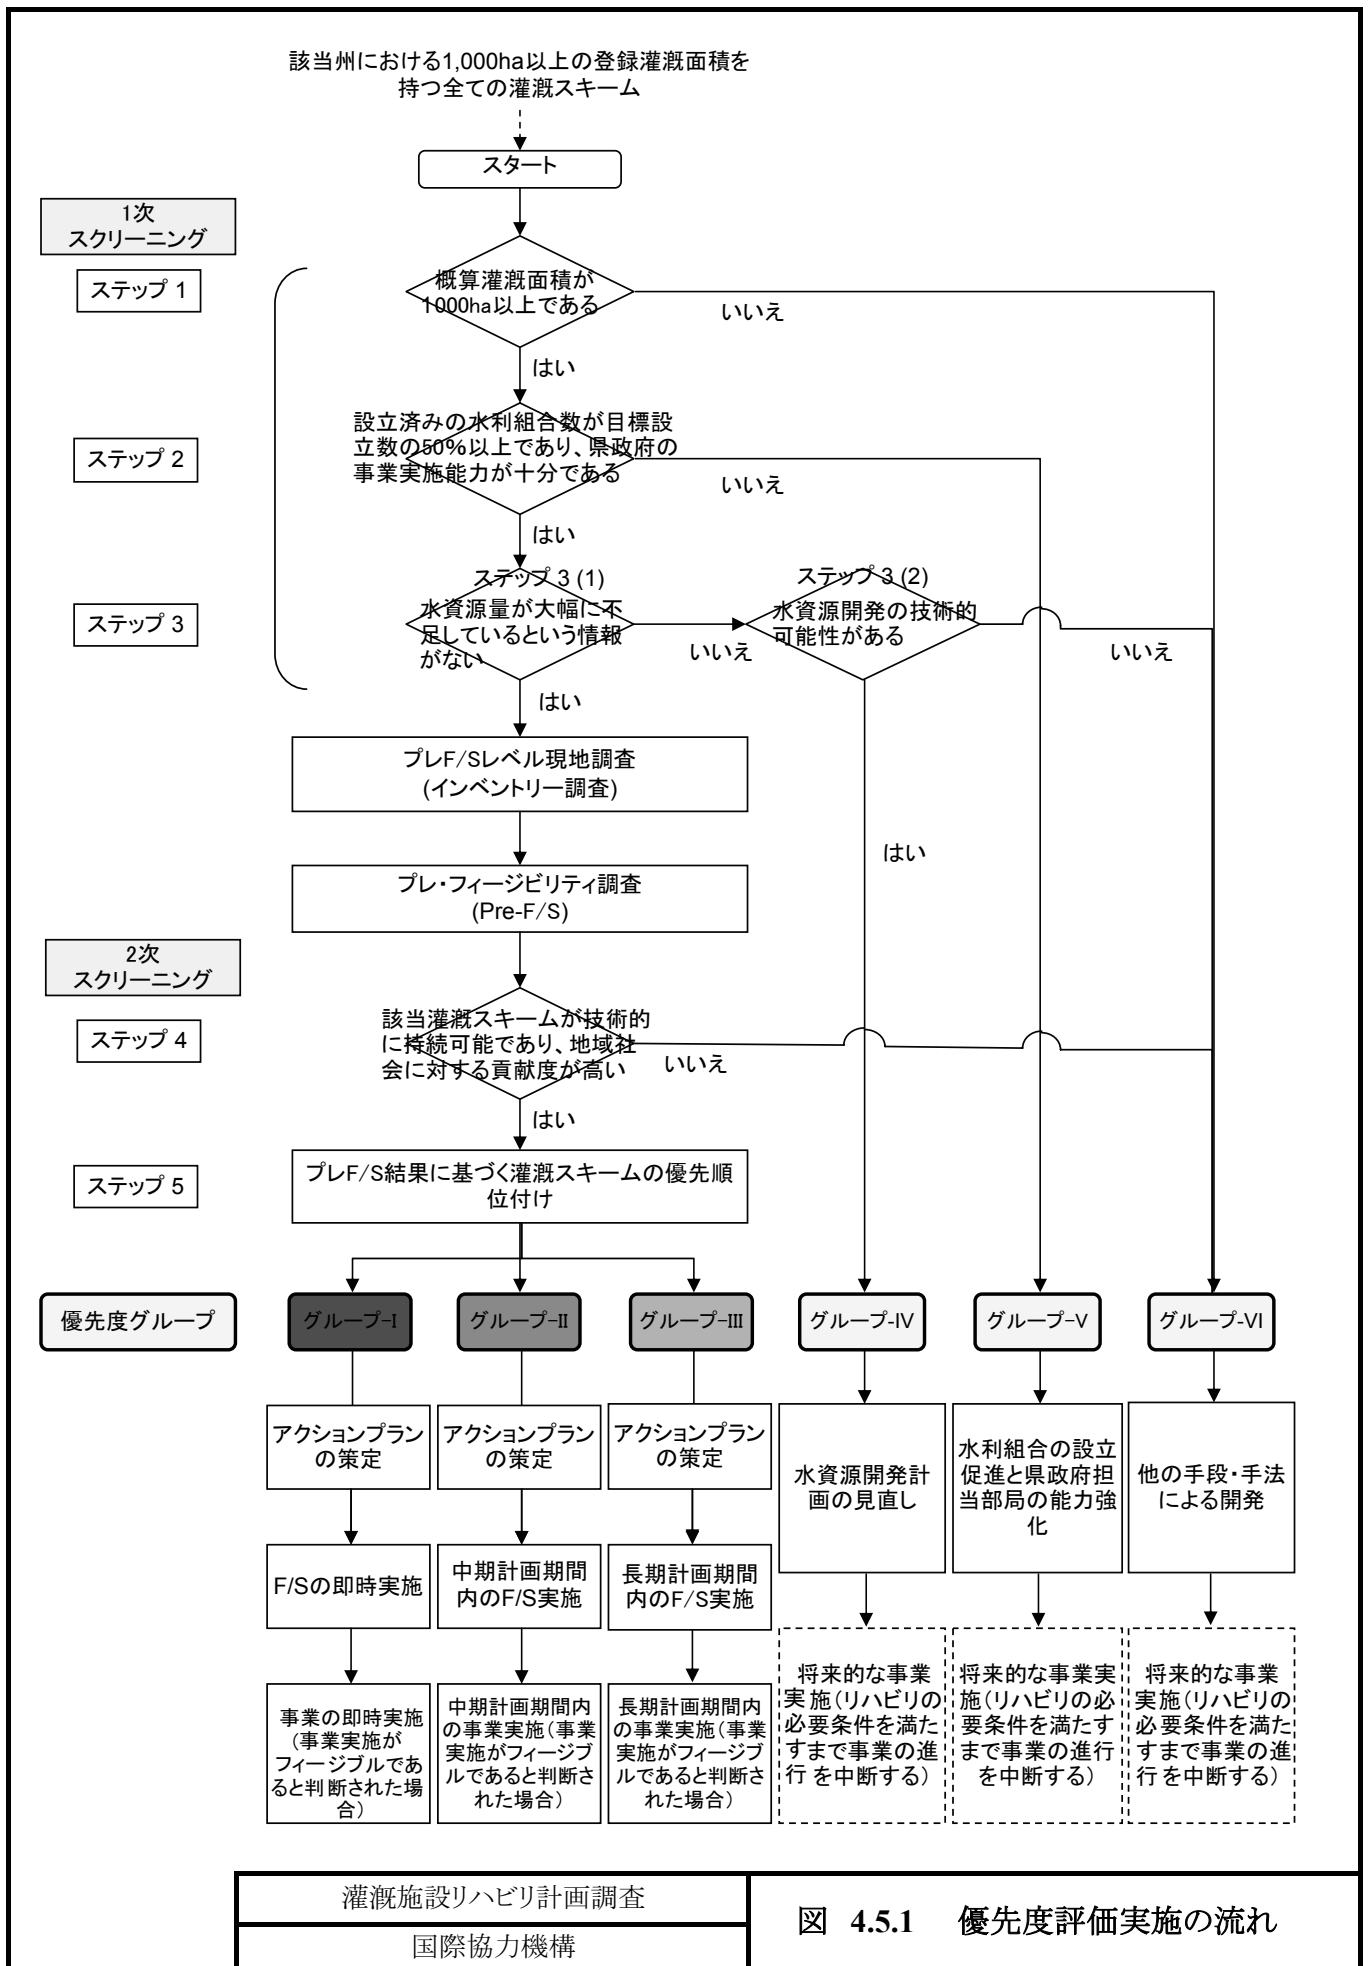 該当州における1,000ha以上の登録灌漑面積を
持つ全ての灌漑スキーム
スタート
1次
スクリーニング
ステップ 1
概算灌漑面積が
1000ha以上である
いいえ
はい
ステップ 2
設立済みの水利組合数が目標設
立数の50%以上であり、県政府の
事業実施能力が十分である
いいえ
はい
ステップ 3
ステップ 3 (1)
水資源量が大幅に不
足しているという情報
がない
いいえ
はい
ステップ 3 (2)
水資源開発の技術的
可能性がある
いいえ
はい
プレF/Sレベル現地調査
(インベントリー調査)
プレ・フィージビリティ調査
(Pre-F/S)
2次
スクリーニング
ステップ 4
該当灌漑スキームが技術的
に持続可能であり、地域社
会に対する貢献度が高い
いいえ
はい
ステップ 5
プレF/S結果に基づく灌漑スキームの優先順
位付け
優先度グループ
グループ-I
グループ-II
グループ-III
グループ-IV
グループ-V
グループ-VI
アクションプラン
の策定
アクションプラン
の策定
アクションプラン
の策定
水資源開発計
画の見直し
水利組合の設立
促進と県政府担
当部局の能力強
化
他の手段・手法
による開発
F/Sの即時実施
中期計画期間
内のF/S実施
長期計画期間
内のF/S実施
事業の即時実施
(事業実施が
フィージブルであ
ると判断された場
合)
中期計画期間内
の事業実施(事業
実施がフィージブ
ルであると判断さ
れた場合)
長期計画期間内
の事業実施(事業
実施がフィージブ
ルであると判断さ
れた場合)
将来的な事業
実施(リハビリの
必要条件を満た
すまで事業の進
行を中断する)
将来的な事業実
施(リハビリの必
要条件を満たす
まで事業の進行
を中断する)
将来的な事業
実施(リハビリの
必要条件を満た
すまで事業の進
行を中断する)
灌漑施設リハビリ計画調査
国際協力機構
図 4.5.1 優先度評価実施の流れ